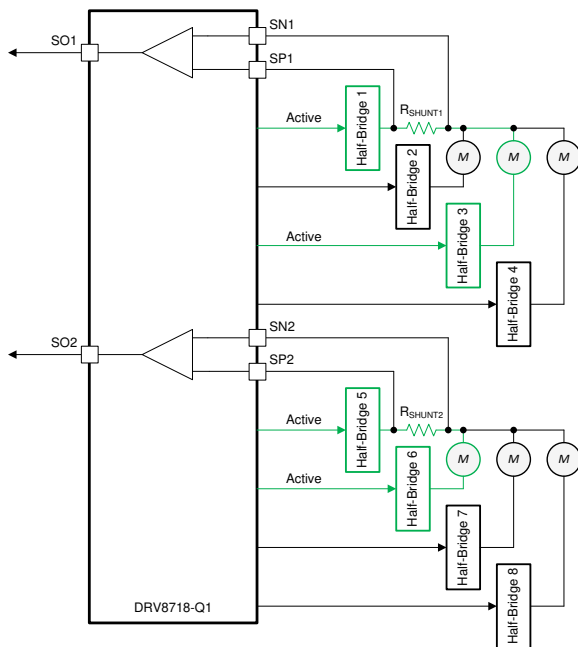 SO1
SN1
SP1
Active
Half-Bridge 1
RSHUNT1
M
M
M
Half-Bridge 2
Active
Half-Bridge 3
Half-Bridge 4
SO2
SN2
SP2
Active
Half-Bridge 5
RSHUNT2
M
M
M
Active
Half-Bridge 6
Half-Bridge 7
Half-Bridge 8
DRV8718-Q1